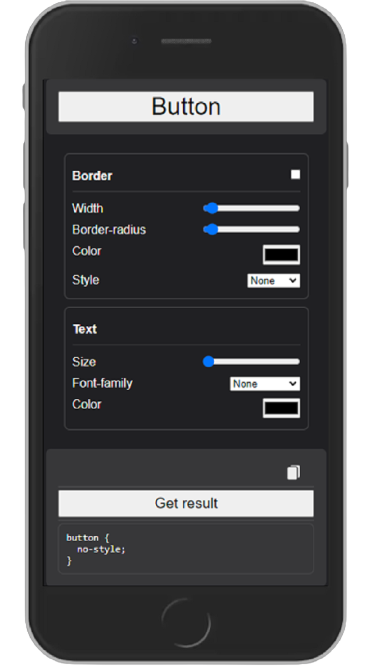 Button
Border
Width
Border-radius
Color
Style None
Text
Size
Font-family None
Color
Get result
button {
  no-style;
}